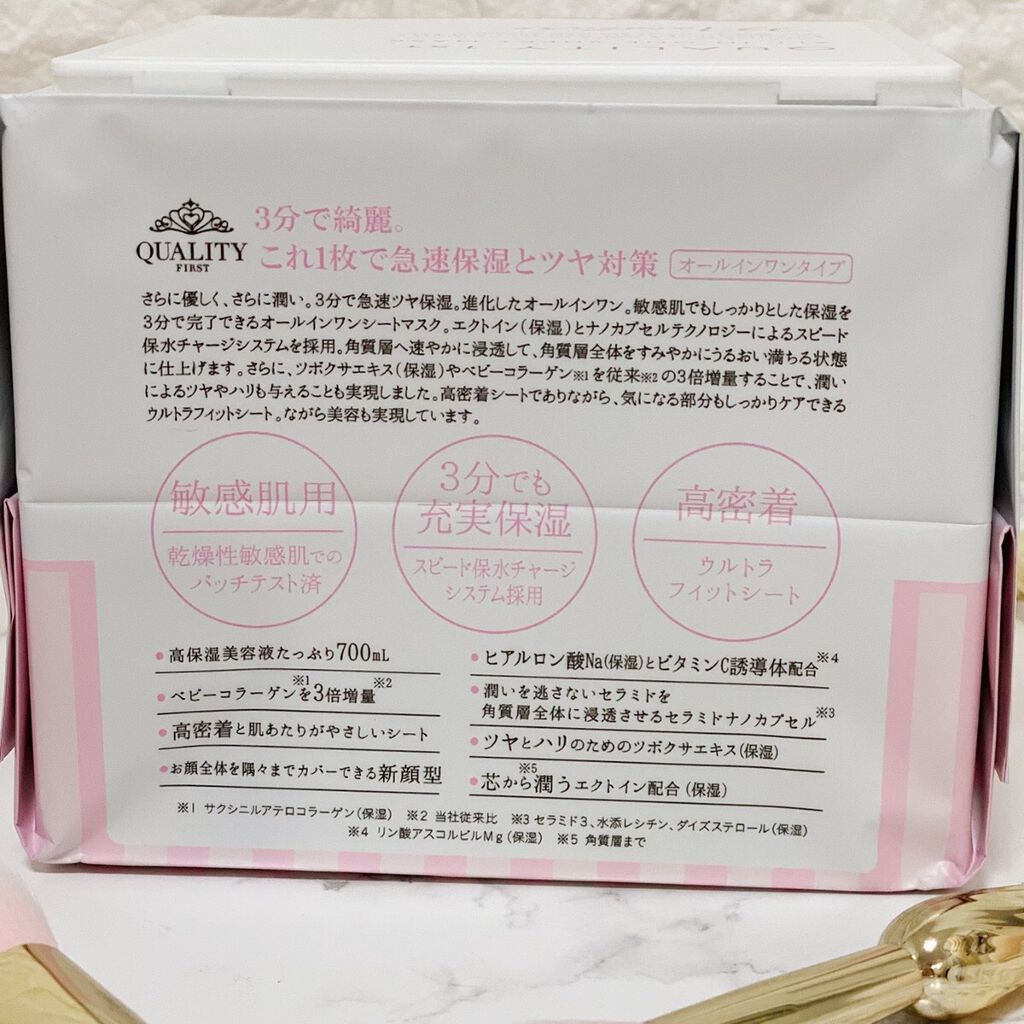 QUALITY 1ST
QUALITY
FIRST
3分で綺麗。
これ1枚で急速保湿とツヤ対策 オールインワンタイプ
さらに優しく、さらに潤い。3分で急速ツヤ保湿。進化したオールインワン。敏感肌でもしっかりとした保湿を
3分で完了できるオールインワンシートマスク。エクトイン(保湿)とナノカプセルテクノロジーによるスピード
保水チャージシステムを採用。角質層へ速やかに浸透して、角質層全体をすみやかにうるおい満ちる状態
に仕上げます。さらに、ツボクサエキス(保湿)やベビーコラーゲン※1を従来※2の3倍増量することで、潤い
によるツヤやハリも与えることも実現しました。高密着シートでありながら、気になる部分もしっかりケアできる
ウルトラフィットシート。ながら美容も実現しています。
敏感肌用
乾燥性敏感肌での
パッチテスト済
3分でも
充実保湿
スピード保水チャージ
システム採用
高密着
ウルトラ
フィットシート
•高保湿美容液たっぷり700mL
•ベビーコラーゲン※1を3倍増量※2
•高密着と肌あたりがやさしいシート
•お顔全体を隅々までカバーできる新顔型
•ヒアルロン酸Na(保湿)とビタミンC誘導体配合※4
•潤いを逃さないセラミドを
角質層全体に浸透させるセラミドナノカプセル※3
•ツヤとハリのためのツボクサエキス(保湿)
•芯から※5潤うエクトイン配合(保湿)
※1 サクシニルアテロコラーゲン(保湿) ※2 当社従来比 ※3 セラミド3、水添レシチン、ダイズステロール(保湿)
※4 リン酸アスコルビルMg(保湿) ※5 角質層まで